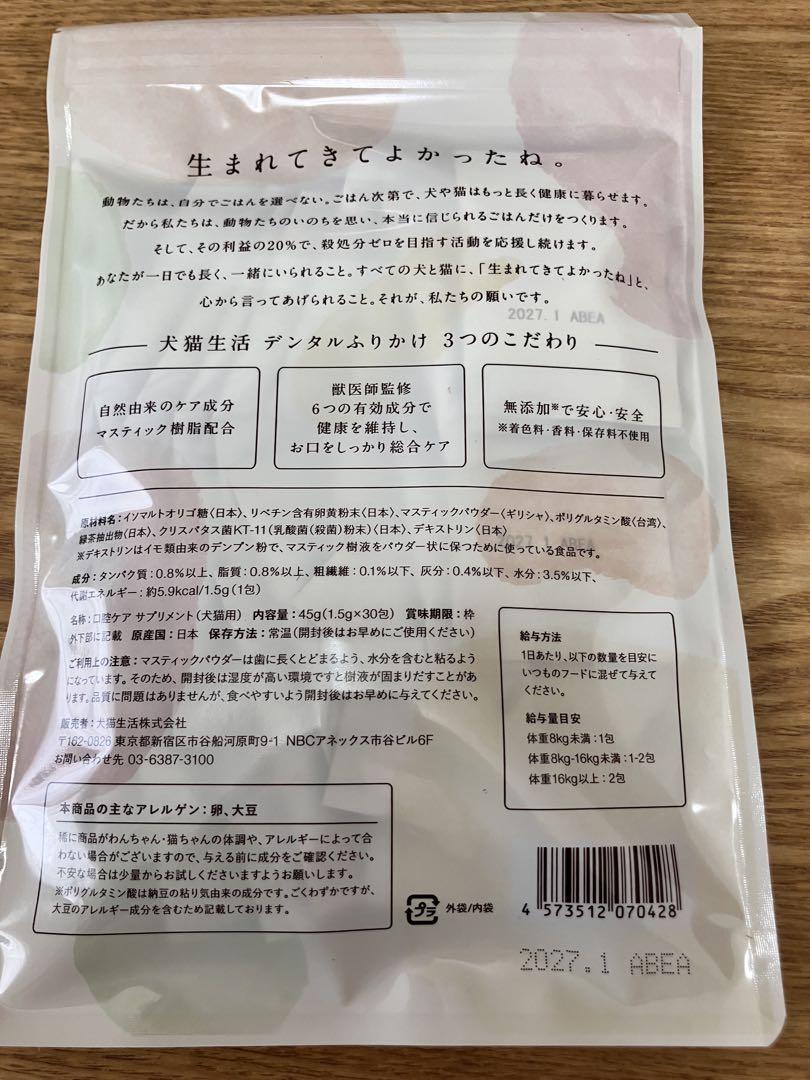 生まれてきてよかったね。
動物たちは、自分でごはんを選べない。ごはん次第で、犬や猫はもっと長く健康に暮らせます。
だから私たちは、動物たちのいのちを思い、本当に信じられるごはんだけをつくります。
そして、その利益の20%で、殺処分ゼロを目指す活動を応援し続けます。
あなたが一日でも長く、一緒にいられること。すべての犬と猫に、「生まれてきてよかったね」と、
心から言ってあげられること。それが、私たちの願いです。
2027.1 ABEA
犬猫生活 デンタルふりかけ 3つのこだわり
自然由来のケア成分
マスティック樹脂配合
獣医師監修
6つの有効成分で
健康を維持し、
お口をしっかり総合ケア
無添加※で安心・安全
※着色料・香料・保存料不使用
原材料名：イソマルトオリゴ糖〈日本〉、リベチン含有卵黄粉末〈日本〉、マスティックパウダー〈ギリシャ〉、ポリグルタミン酸〈台湾〉、
緑茶抽出物〈日本〉、クリスパタス菌KT-11(乳酸菌(殺菌)粉末)〈日本〉、デキストリン〈日本〉
2027.1 ABEA
※デキストリンはイモ類由来のデンプン粉で、マスティック樹液をパウダー状に保つために使っている食品です。
成分：タンパク質：0.8%以上、脂質：0.8%以上、粗繊維：0.1%以下、灰分：0.4%以下、水分：3.5%以下、
代謝エネルギー：約5.9kcal/1.5g(1包)
名称：口腔ケア サプリメント(犬猫用) 内容量：45g(1.5g×30包) 賞味期限：枠
外下部に記載 原産国：日本 保存方法：常温(開封後はお早めにご使用ください)
ご利用上の注意：マスティックパウダーは歯に長くとどまるよう、水分を含むと粘るよう
になっています。そのため、開封後は湿度が高い環境ですと樹液が固まりだすことがあ
ります。品質に問題はありませんが、食べやすいよう開封後はお早めに与えてください。
販売者：犬猫生活株式会社
〒162-0826 東京都新宿区市谷船河原町9-1 NBCアネックス市谷ビル6F
お問い合わせ先 03-6387-3100
給与方法
1日あたり、以下の数量を目安に
いつものフードに混ぜて与えて
ください。
給与量目安
体重8kg未満：1包
体重8kg-16kg未満：1-2包
体重16kg以上：2包
本商品の主なアレルゲン：卵、大豆
稀に商品がわんちゃん・猫ちゃんの体調や、アレルギーによって合
わない場合がございますので、与える前に成分をご確認ください。
不安な場合は少量からお試しくださいますようお願いします。
※ポリグルタミン酸は納豆の粘り気由来の成分です。ごくわずかですが、
大豆のアレルギー成分を含むため記載しております。
プラ
外袋/内袋
4 573512 070428
2027.1 ABEA